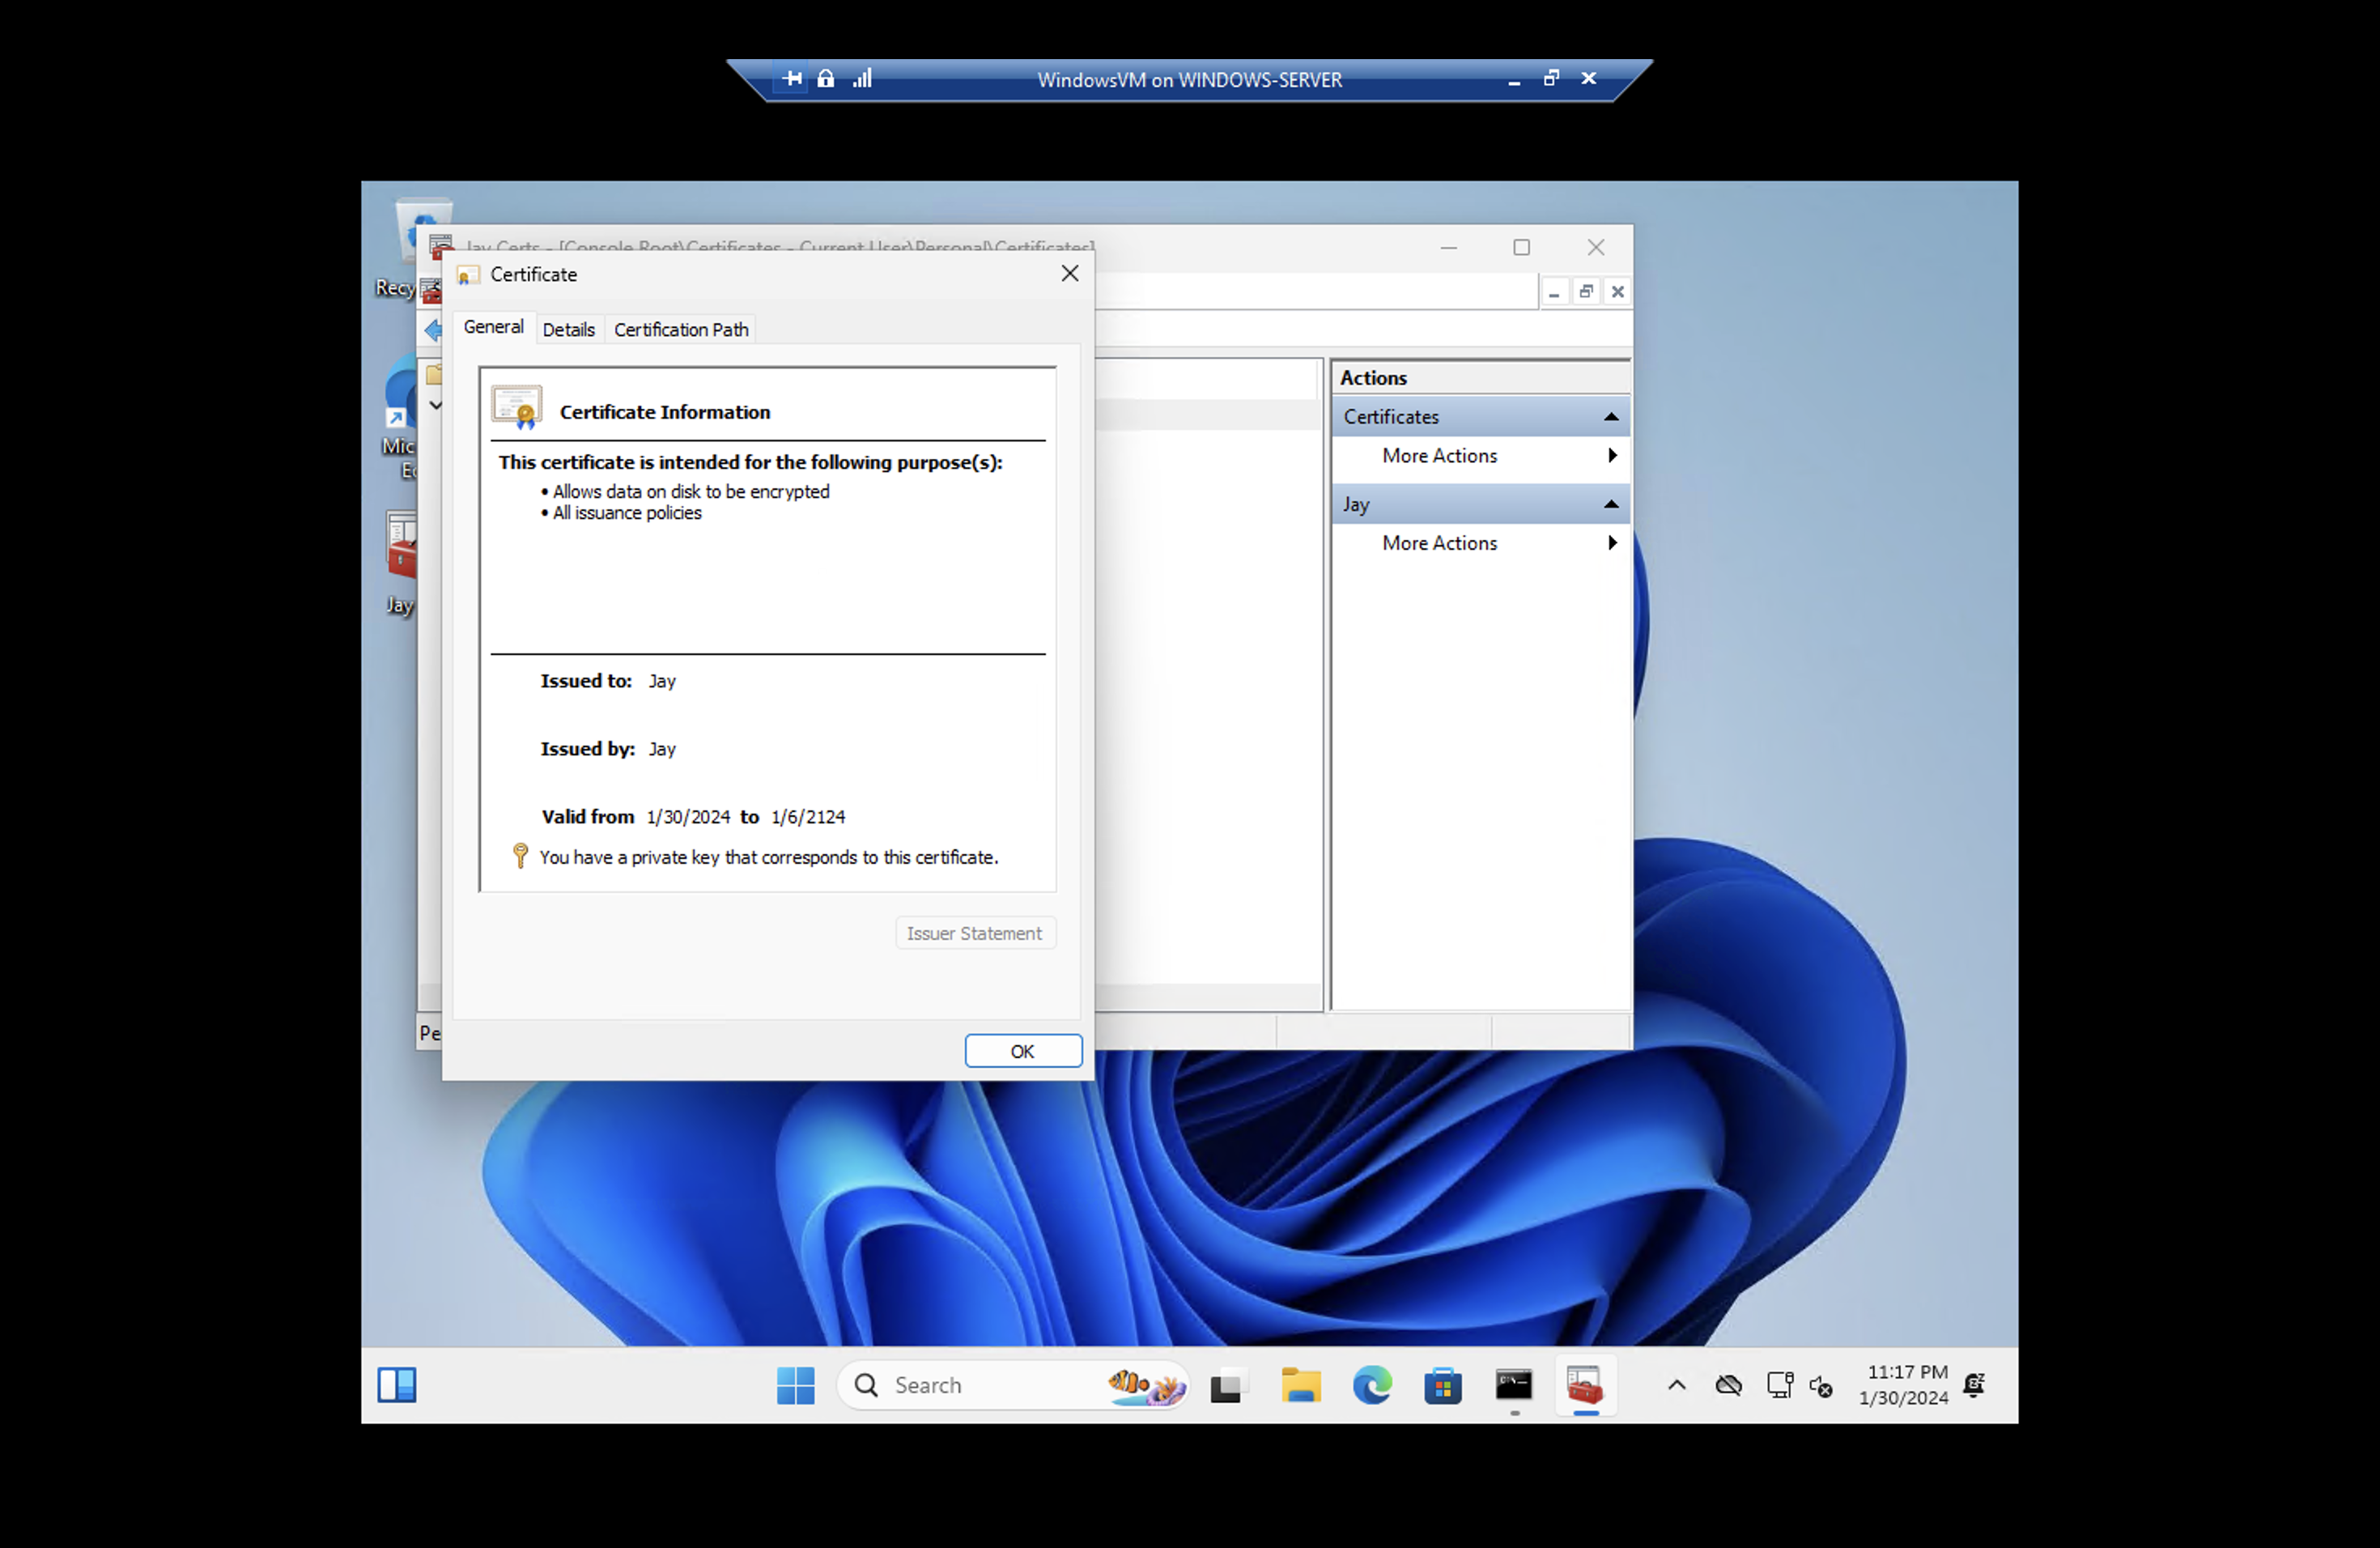 WindowsVM on WINDOWS-SERVER
Jay Certs - [Console Root\Certificates - Current User\Personal\Certificates]
Certificate
General Details Certification Path
Certificate Information
This certificate is intended for the following purpose(s):
• Allows data on disk to be encrypted
• All issuance policies
Issued to: Jay
Issued by: Jay
Valid from 1/30/2024 to 1/6/2124
You have a private key that corresponds to this certificate.
Issuer Statement
OK
Actions
Certificates
More Actions
Jay
More Actions
Recy
Mic
Jay
Pe
Search
11:17 PM
1/30/2024